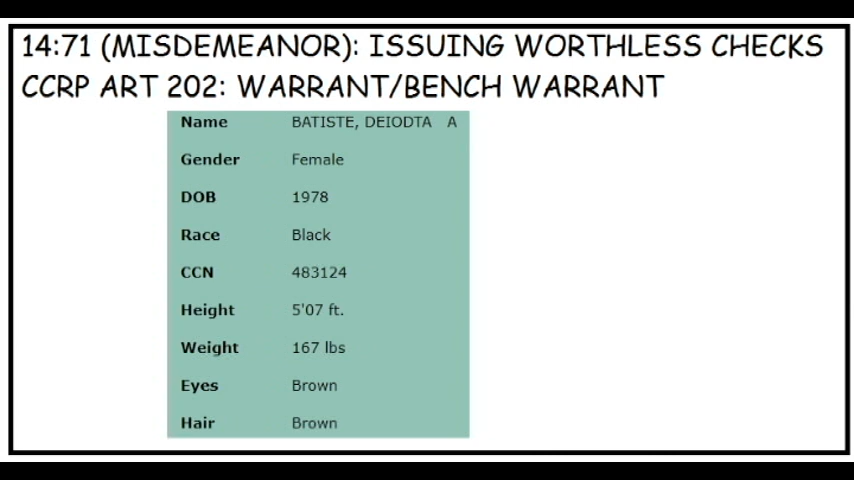 14:71 (MISDEMEANOR): ISSUING WORTHLESS CHECKS
CCRP ART 202: WARRANT/BENCH WARRANT
Name BATISTE, DEIODTA A
Gender Female
DOB 1978
Race Black
CCN 483124
Height 5'07 ft.
Weight 167 lbs
Eyes Brown
Hair Brown